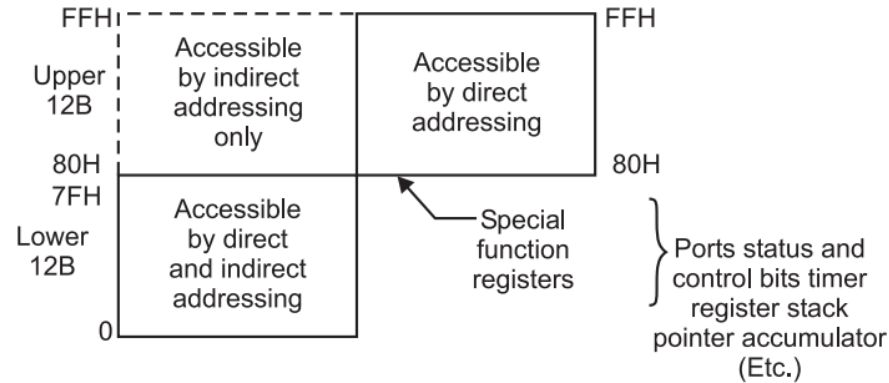 FFH
Upper
12B
80H
7FH
Lower
12B
0
Accessible
by indirect
addressing
only
Accessible
by direct
and indirect
addressing
Accessible
by direct
addressing
FFH
80H
Special
function
registers
Ports status and
control bits timer
register stack
pointer accumulator
(Etc.)